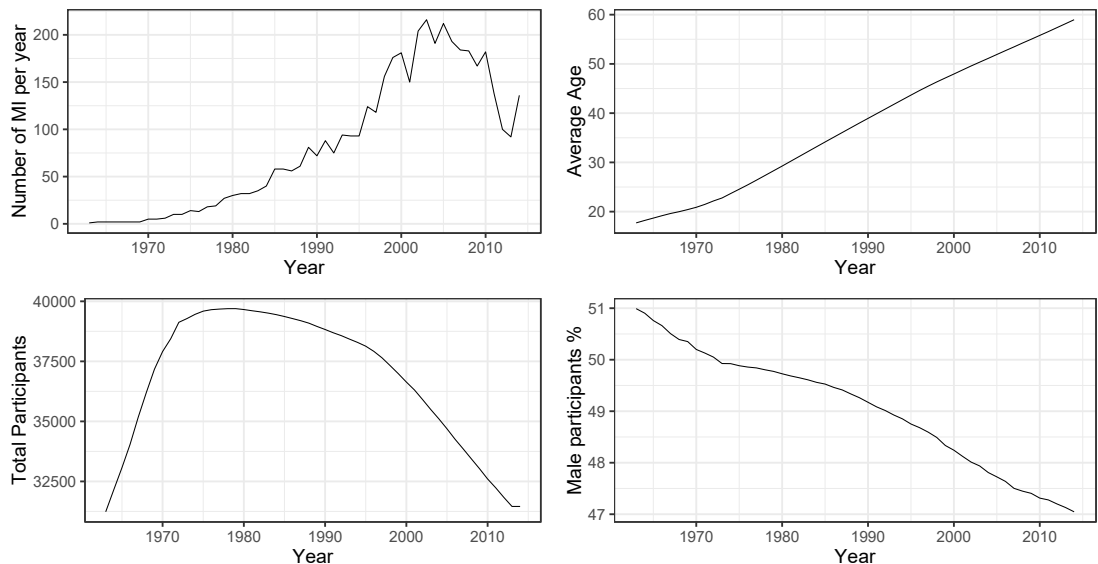 Number of MI per year
200
150
100
50
0
1970 1980 1990 2000 2010
Year
Average Age
60
50
40
30
20
1970 1980 1990 2000 2010
Year
Total Participants
40000
37500
35000
32500
1970 1980 1990 2000 2010
Year
Male participants %
51
50
49
48
47
1970 1980 1990 2000 2010
Year